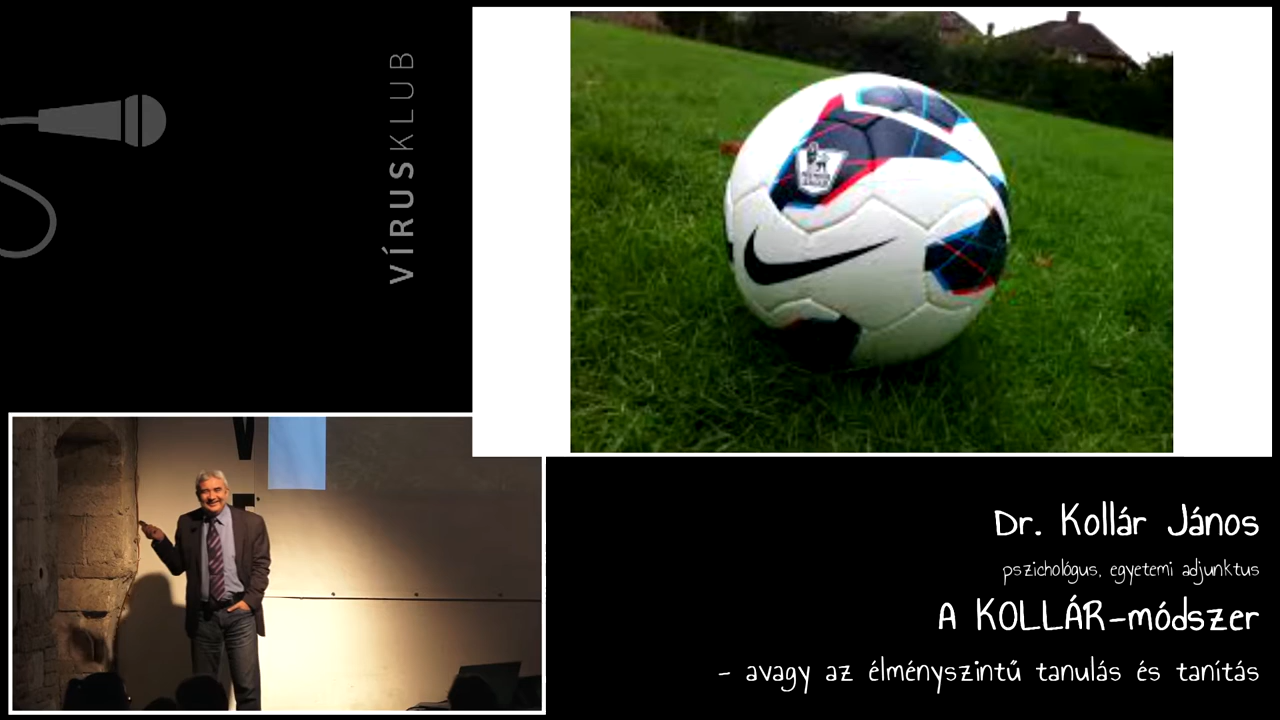 VÍRUSKLUB
Dr. Kollár János
pszichológus, egyetemi adjunktus
A KOLLÁR-módszer
- avagy az élményszintű tanulás és tanítás